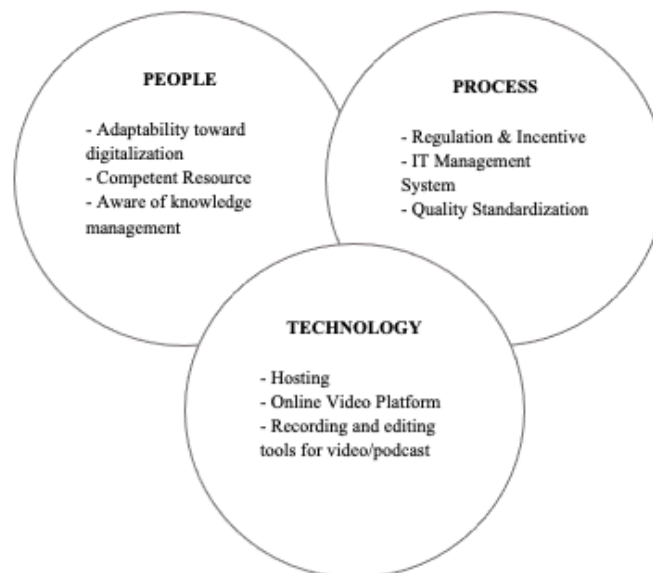 PEOPLE
- Adaptability toward
digitalization
- Competent Resource
- Aware of knowledge
management
PROCESS
- Regulation & Incentive
- IT Management
System
- Quality Standardization
TECHNOLOGY
- Hosting
- Online Video Platform
- Recording and editing
tools for video/podcast